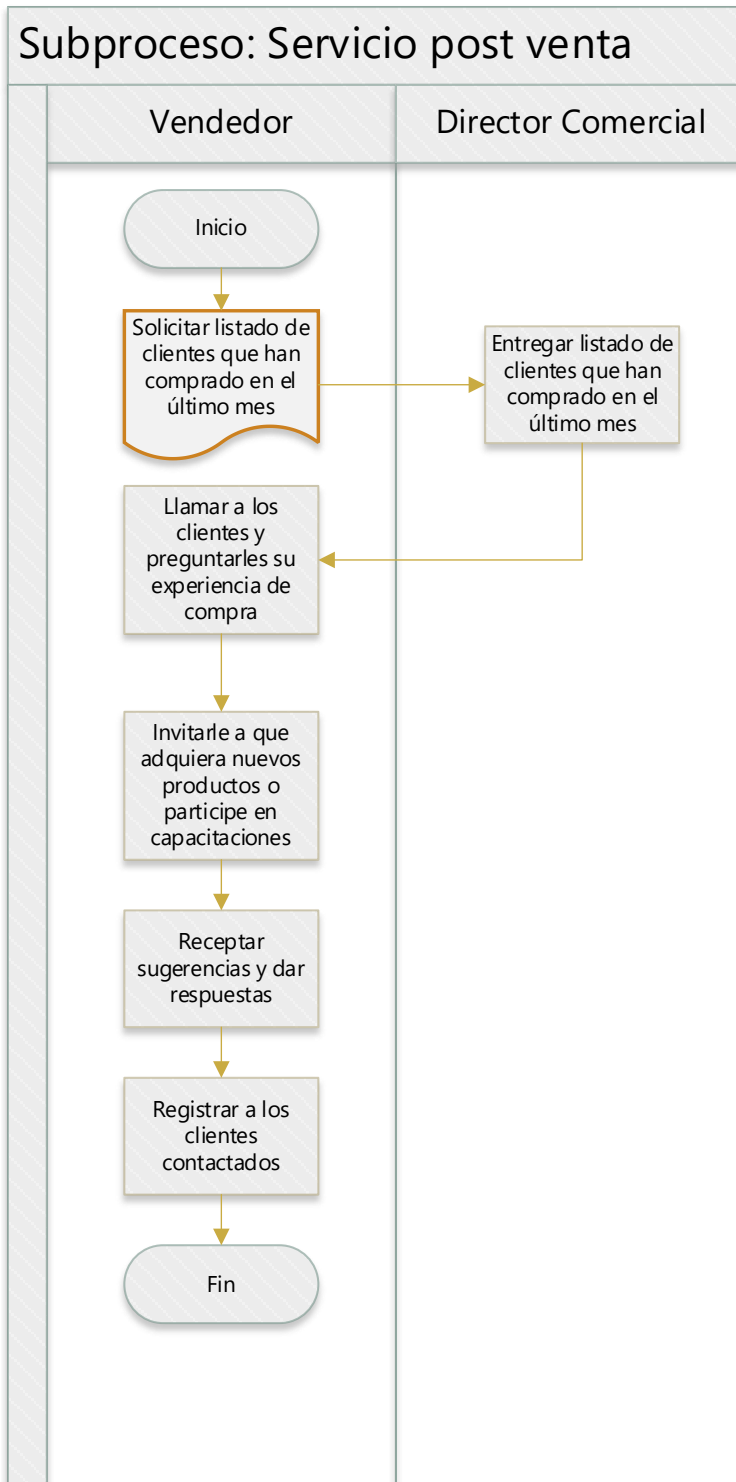 Subproceso: Servicio post venta
Vendedor
Director Comercial
Inicio
Solicitar listado de
clientes que han
comprado en el
último mes
Entregar listado de
clientes que han
comprado en el
último mes
Llamar a los
clientes y
preguntarles su
experiencia de
compra
Invitarle a que
adquiera nuevos
productos o
participe en
capacitaciones
Receptar
sugerencias y dar
respuestas
Registrar a los
clientes
contactados
Fin